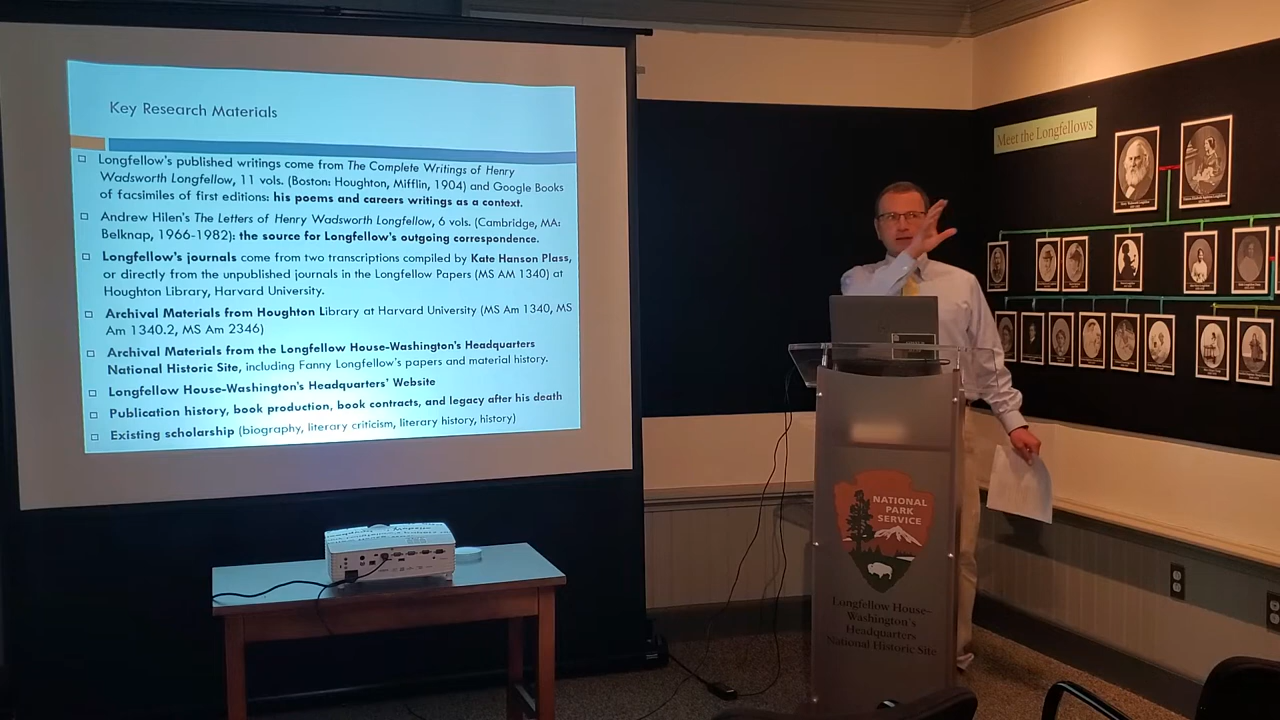 Key Research Materials
Longfellow's published writings come from The Complete Writings of Henry
Wadsworth Longfellow, 11 vols. (Boston: Houghton, Mifflin, 1904) and Google Books
of facsimiles of first editions: his poems and careers writings as a context.
Andrew Hilen's The Letters of Henry Wadsworth Longfellow, 6 vols. (Cambridge, MA:
Belknap, 1966-1982): the source for Longfellow's outgoing correspondence.
Longfellow's journals come from two transcriptions compiled by Kate Hanson Plass,
or directly from the unpublished journals in the Longfellow Papers (MS AM 1340) at
Houghton Library, Harvard University.
Archival Materials from Houghton Library at Harvard University (MS Am 1340, MS
Am 1340.2, MS Am 2346)
Archival Materials from the Longfellow House-Washington's Headquarters
National Historic Site, including Fanny Longfellow's papers and material history.
Longfellow House-Washington's Headquarters' Website
Publication history, book production, book contracts, and legacy after his death
Existing scholarship (biography, literary criticism, literary history, history)
Meet the Longfellows
NATIONAL
PARK
SERVICE
Longfellow House-
Washington's
Headquarters
National Historic Site